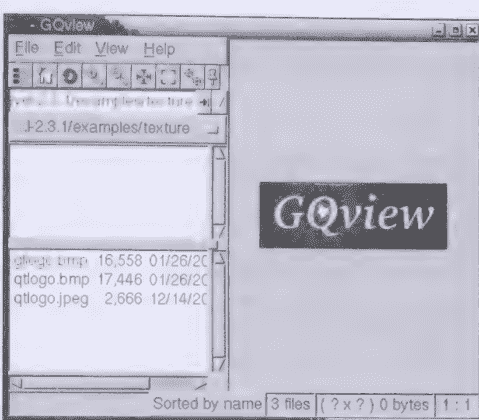 - GQview
File Edit View Help
-2.3.1/examples/texture
GQview
16,558 01/26/20
qtlogo.bmp 17,446 01/26/20
qtlogo.jpeg 2,666 12/14/20
Sorted by name 3 files ( ? x ? ) 0 bytes 1 : 1